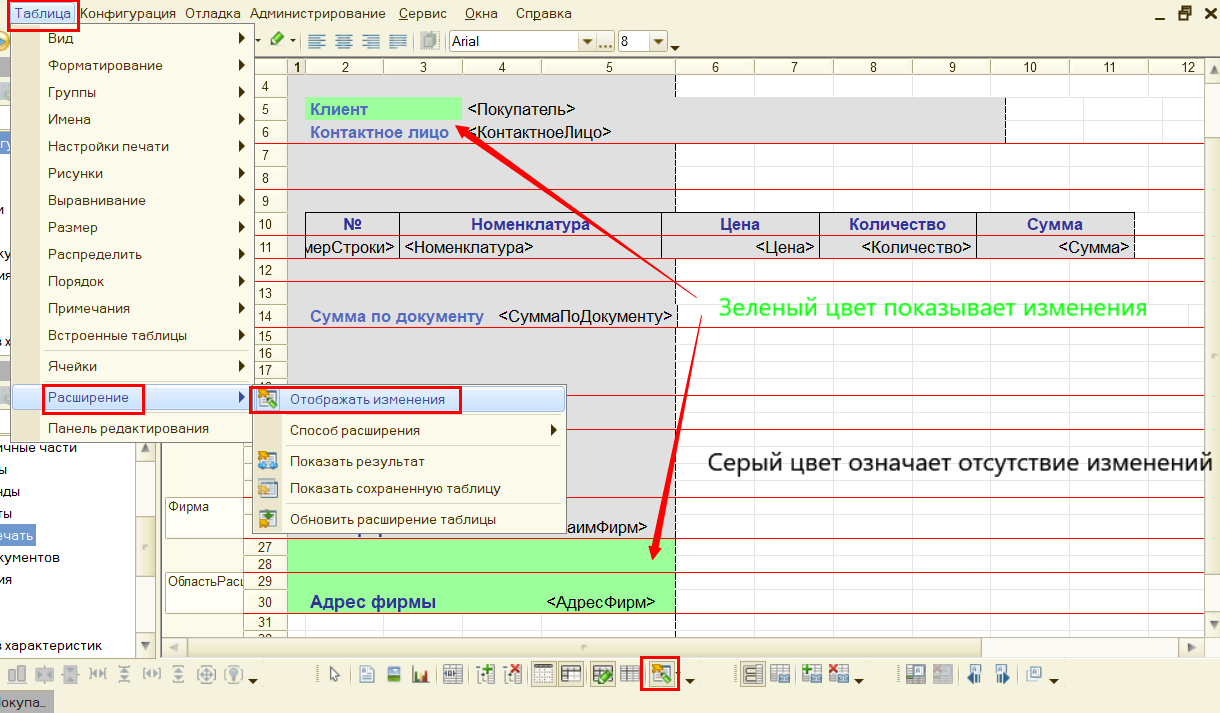 Таблица Конфигурация Отладка Администрирование Сервис Окна Справка
Вид
Форматирование
Группы
Имена
Настройки печати
Рисунки
Выравнивание
Размер
Распределить
Порядок
Примечания
Встроенные таблицы
Ячейки
Расширение
Панель редактирования
Отображать изменения
Способ расширения
Показать результат
Показать сохраненную таблицу
Обновить расширение таблицы
Arial 8
1 2 3 4 5 6 7 8 9 10 11 12
4
5 Клиент <Покупатель>
6 Контактное лицо <КонтактноеЛицо>
7
8
9
10 № Номенклатура Цена Количество Сумма
11 мерСтроки> <Номенклатура> <Цена> <Количество> <Сумма>
12
13
Зеленый цвет показывает изменения
14 Сумма по документу <СуммаПоДокументу>
15
16
17
Серый цвет означает отсутствие изменений
Фирма аимФирм>
27
28
ОбластьРасц 29
30 Адрес фирмы <АдресФирм>
31
ичные части
ы
нды
ты
ечать
кументов
ия
в характеристик
окупа...